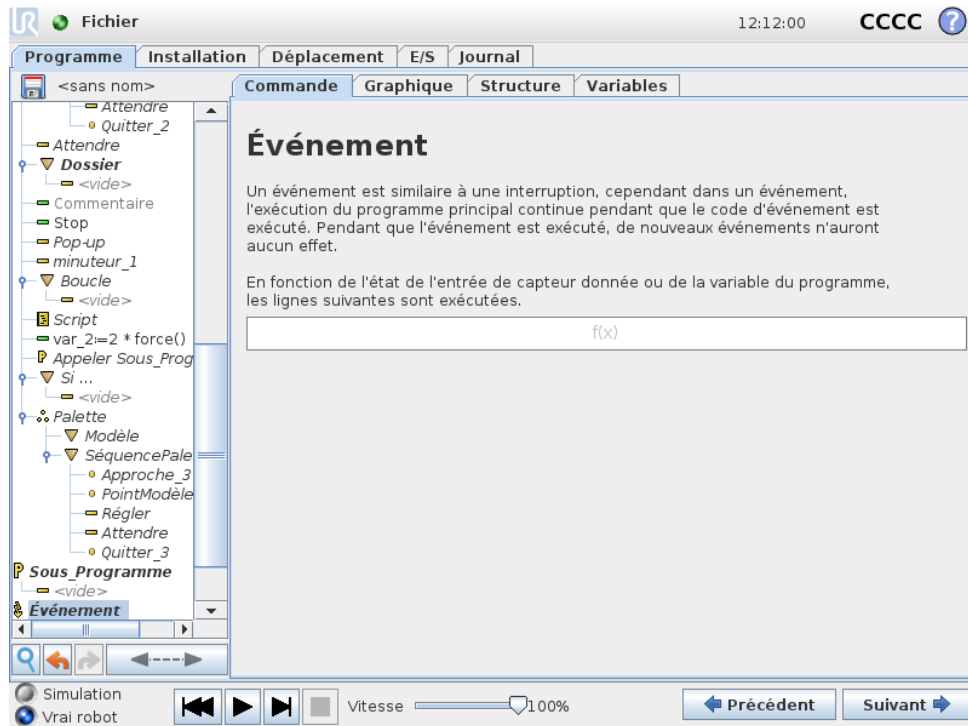 Fichier
12:12:00
CCCC
?
Programme
Installation
Déplacement
E/S
Journal
<sans nom>
Commande
Graphique
Structure
Variables
Attendre
Quitter_2
Attendre
Dossier
<vide>
Commentaire
Stop
Pop-up
minuteur_1
Boucle
<vide>
Script
var_2:=2 * force()
Appeler Sous_Prog
Si ...
<vide>
Palette
Modèle
SéquencePale
Approche_3
PointModèle
Régler
Attendre
Quitter_3
Sous_Programme
<vide>
Événement
Événement
Un événement est similaire à une interruption, cependant dans un événement,
l'exécution du programme principal continue pendant que le code d'événement est
exécuté. Pendant que l'événement est exécuté, de nouveaux événements n'auront
aucun effet.
En fonction de l'état de l'entrée de capteur donnée ou de la variable du programme,
les lignes suivantes sont exécutées.
f(x)
Simulation
Vrai robot
Vitesse
100%
Précédent
Suivant